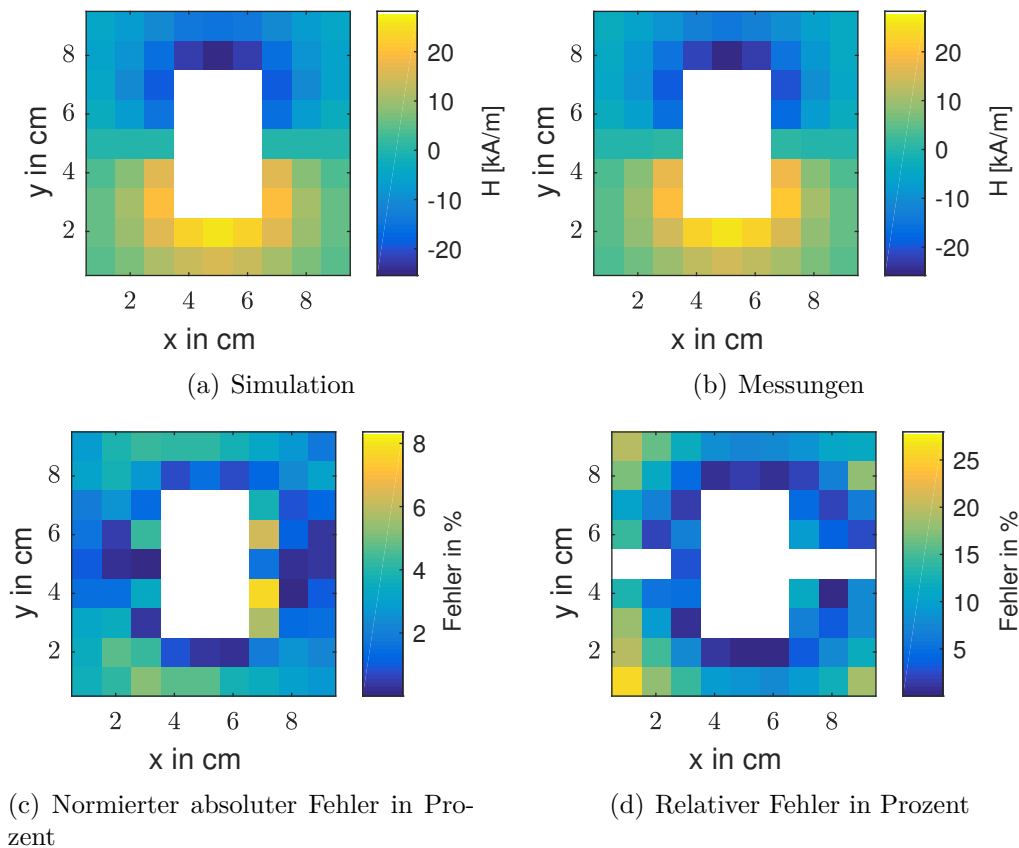 8
6
4
2
y in cm
2 4 6 8
x in cm
20
10
0
-10
-20
H [kA/m]
(a) Simulation
8
6
4
2
y in cm
2 4 6 8
x in cm
20
10
0
-10
-20
H [kA/m]
(b) Messungen
8
6
4
2
y in cm
2 4 6 8
x in cm
8
6
4
2
Fehler in %
(c) Normierter absoluter Fehler in Pro-
zent
8
6
4
2
y in cm
2 4 6 8
x in cm
25
20
15
10
5
Fehler in %
(d) Relativer Fehler in Prozent